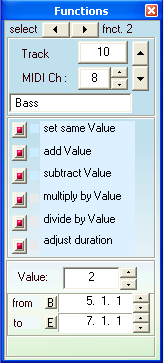 Functions
select fnct. 2
Track 10
MIDI Ch : 8
Bass
set same Value
add Value
subtract Value
multiply by Value
divide by Value
adjust duration
Value: 2
from B 5. 1. 1
to E 7. 1. 1